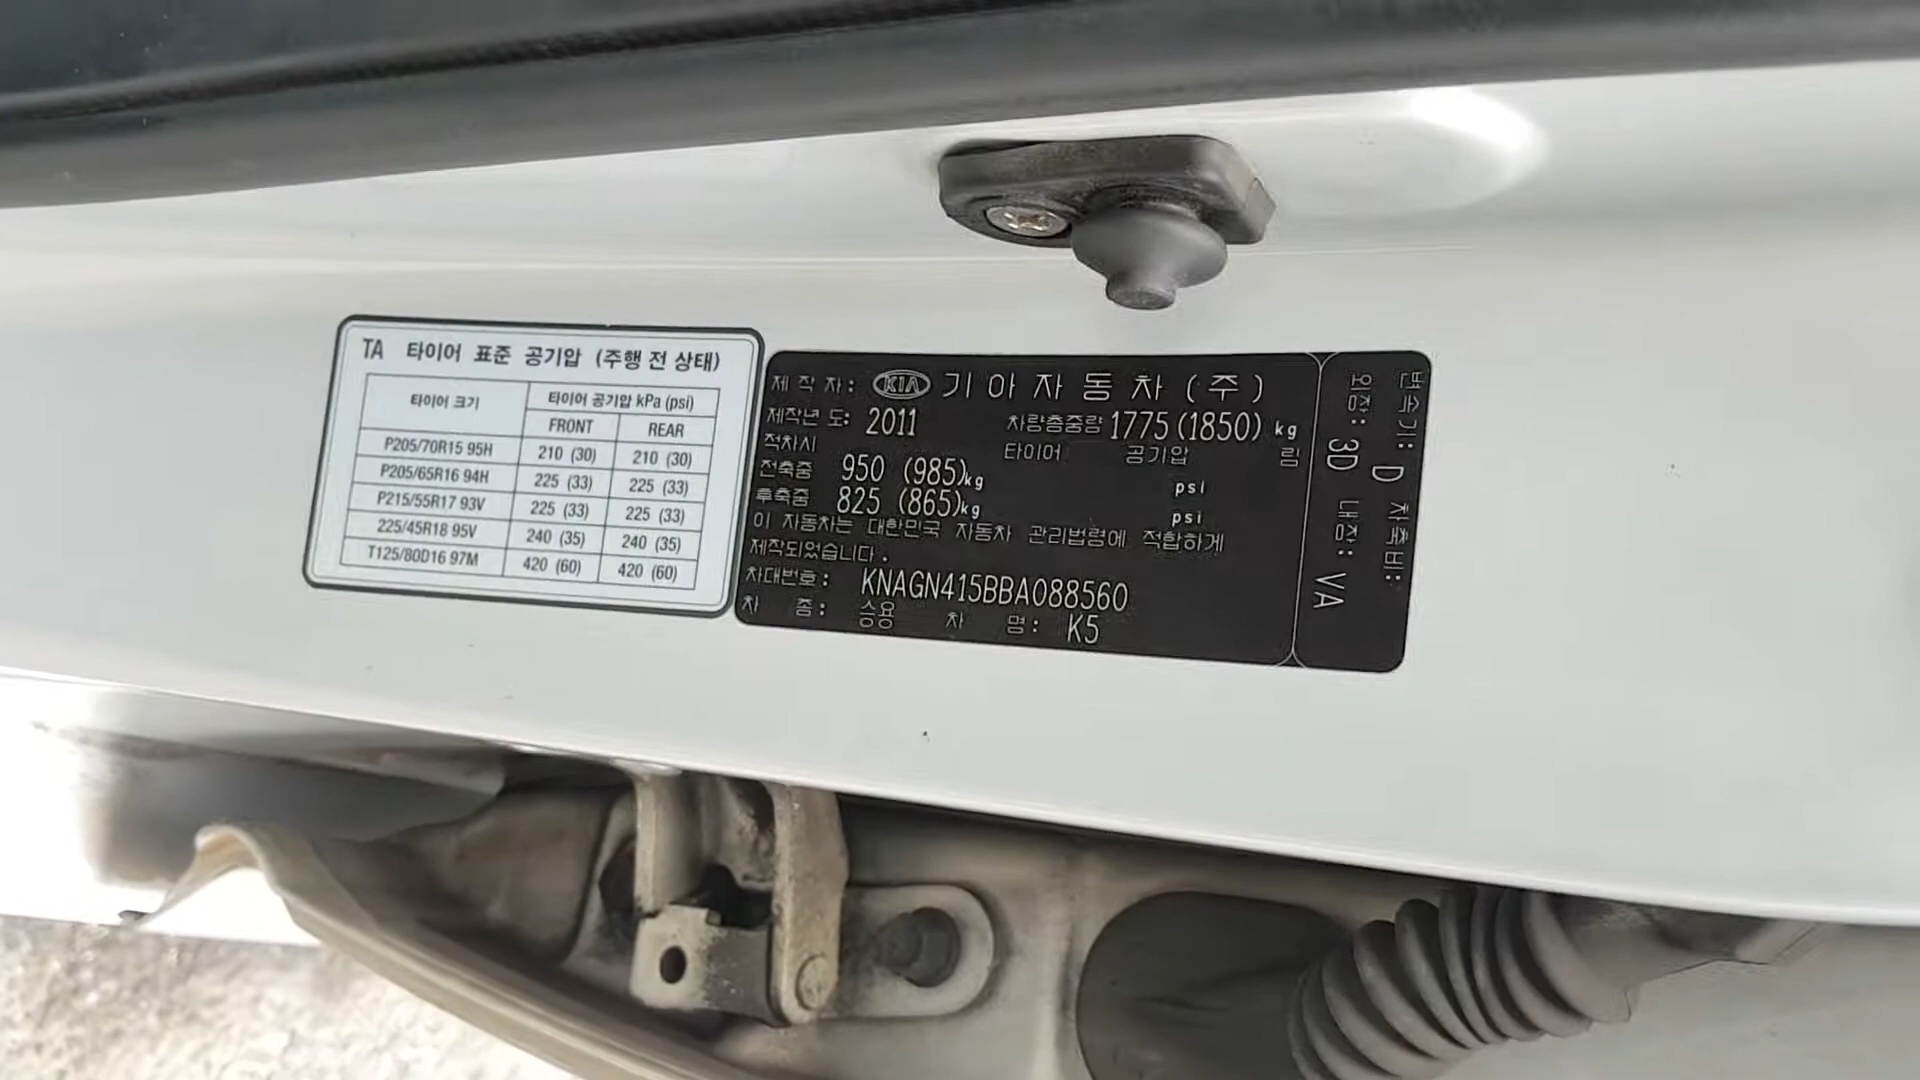 TA 타이어 표준 공기압 (주행 전 상태)
타이어 크기 타이어 공기압 kPa (psi)
FRONT REAR
P205/70R15 95H 210 (30) 210 (30)
P205/65R16 94H 225 (33) 225 (33)
P215/55R17 93V 225 (33) 225 (33)
225/45R18 95V 240 (35) 240 (35)
T125/80D16 97M 420 (60) 420 (60)
제 작 자: KIA 기 아 자 동 차 (주)
제작년 도: 2011 차량총중량 1775 (1850) kg
적차시 타이어 공기압 림
전축중 950 (985)kg psi
후축중 825 (865)kg psi
이 자동차는 대한민국 자동차 관리법령에 적합하게
제작되었습니다.
차대번호: KNAGN415BBA088560
차 종: 승용 차 명: K5
변속기: D 차축비:
외장: 3D 내장: VA